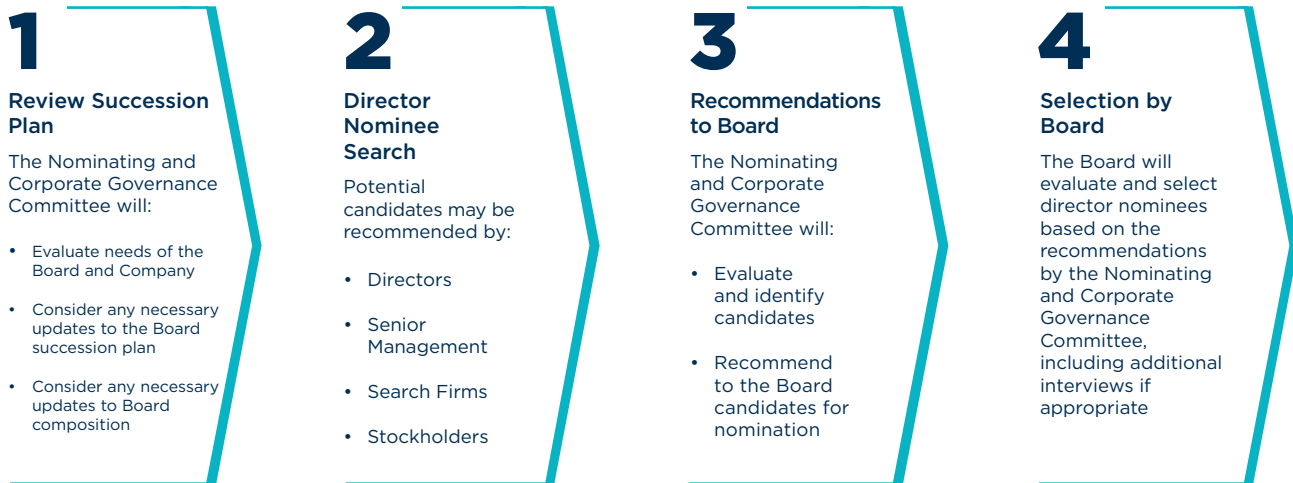 1
Review Succession
Plan
The Nominating and
Corporate Governance
Committee will:
• Evaluate needs of the
Board and Company
• Consider any necessary
updates to the Board
succession plan
• Consider any necessary
updates to Board
composition
2
Director
Nominee
Search
Potential
candidates may be
recommended by:
• Directors
• Senior
Management
• Search Firms
• Stockholders
3
Recommendations
to Board
The Nominating
and Corporate
Governance
Committee will:
• Evaluate
and identify
candidates
• Recommend
to the Board
candidates for
nomination
4
Selection by
Board
The Board will
evaluate and select
director nominees
based on the
recommendations
by the Nominating
and Corporate
Governance
Committee,
including additional
interviews if
appropriate